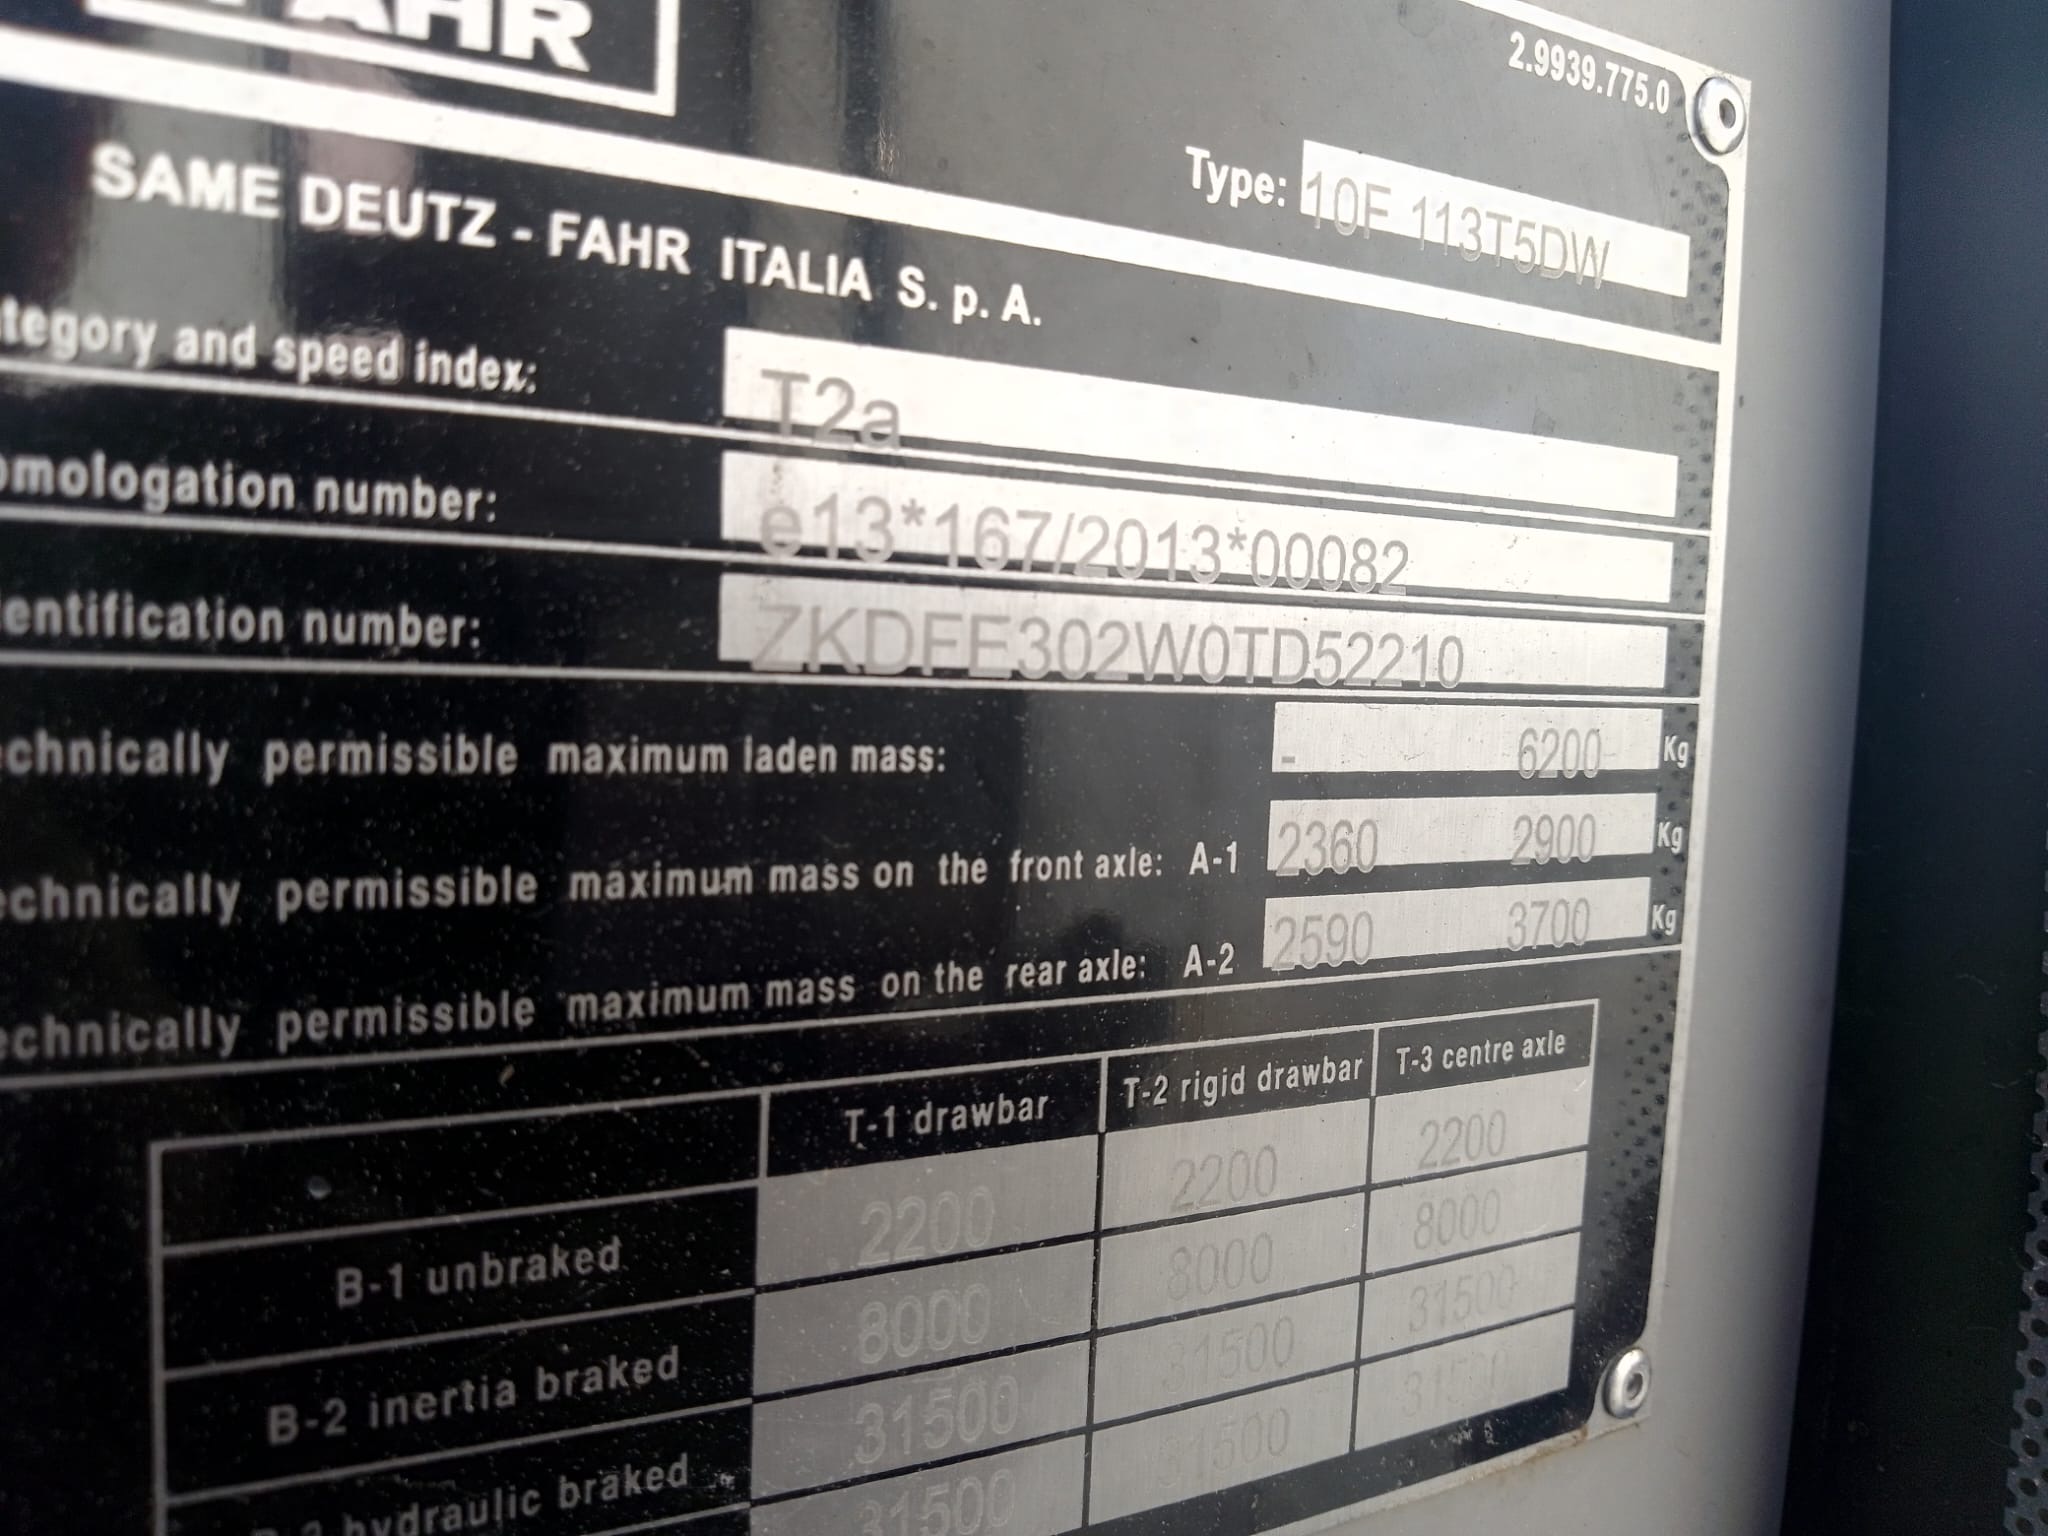 FAHR
2.9939.775.0
Type: 10F 113T5DW
SAME DEUTZ - FAHR ITALIA S. p. A.
tegory and speed index: T2a
omologation number: e13*167/2013*00082
entification number: ZKDFE302W0TD52210
echnically permissible maximum laden mass: - 6200 Kg
echnically permissible maximum mass on the front axle: A-1 2360 2900 Kg
echnically permissible maximum mass on the rear axle: A-2 2590 3700 Kg
T-1 drawbar T-2 rigid drawbar T-3 centre axle
B-1 unbraked 2200 2200 2200
B-2 inertia braked 8000 8000 8000
hydraulic braked 31500 31500 31500
31500 31500